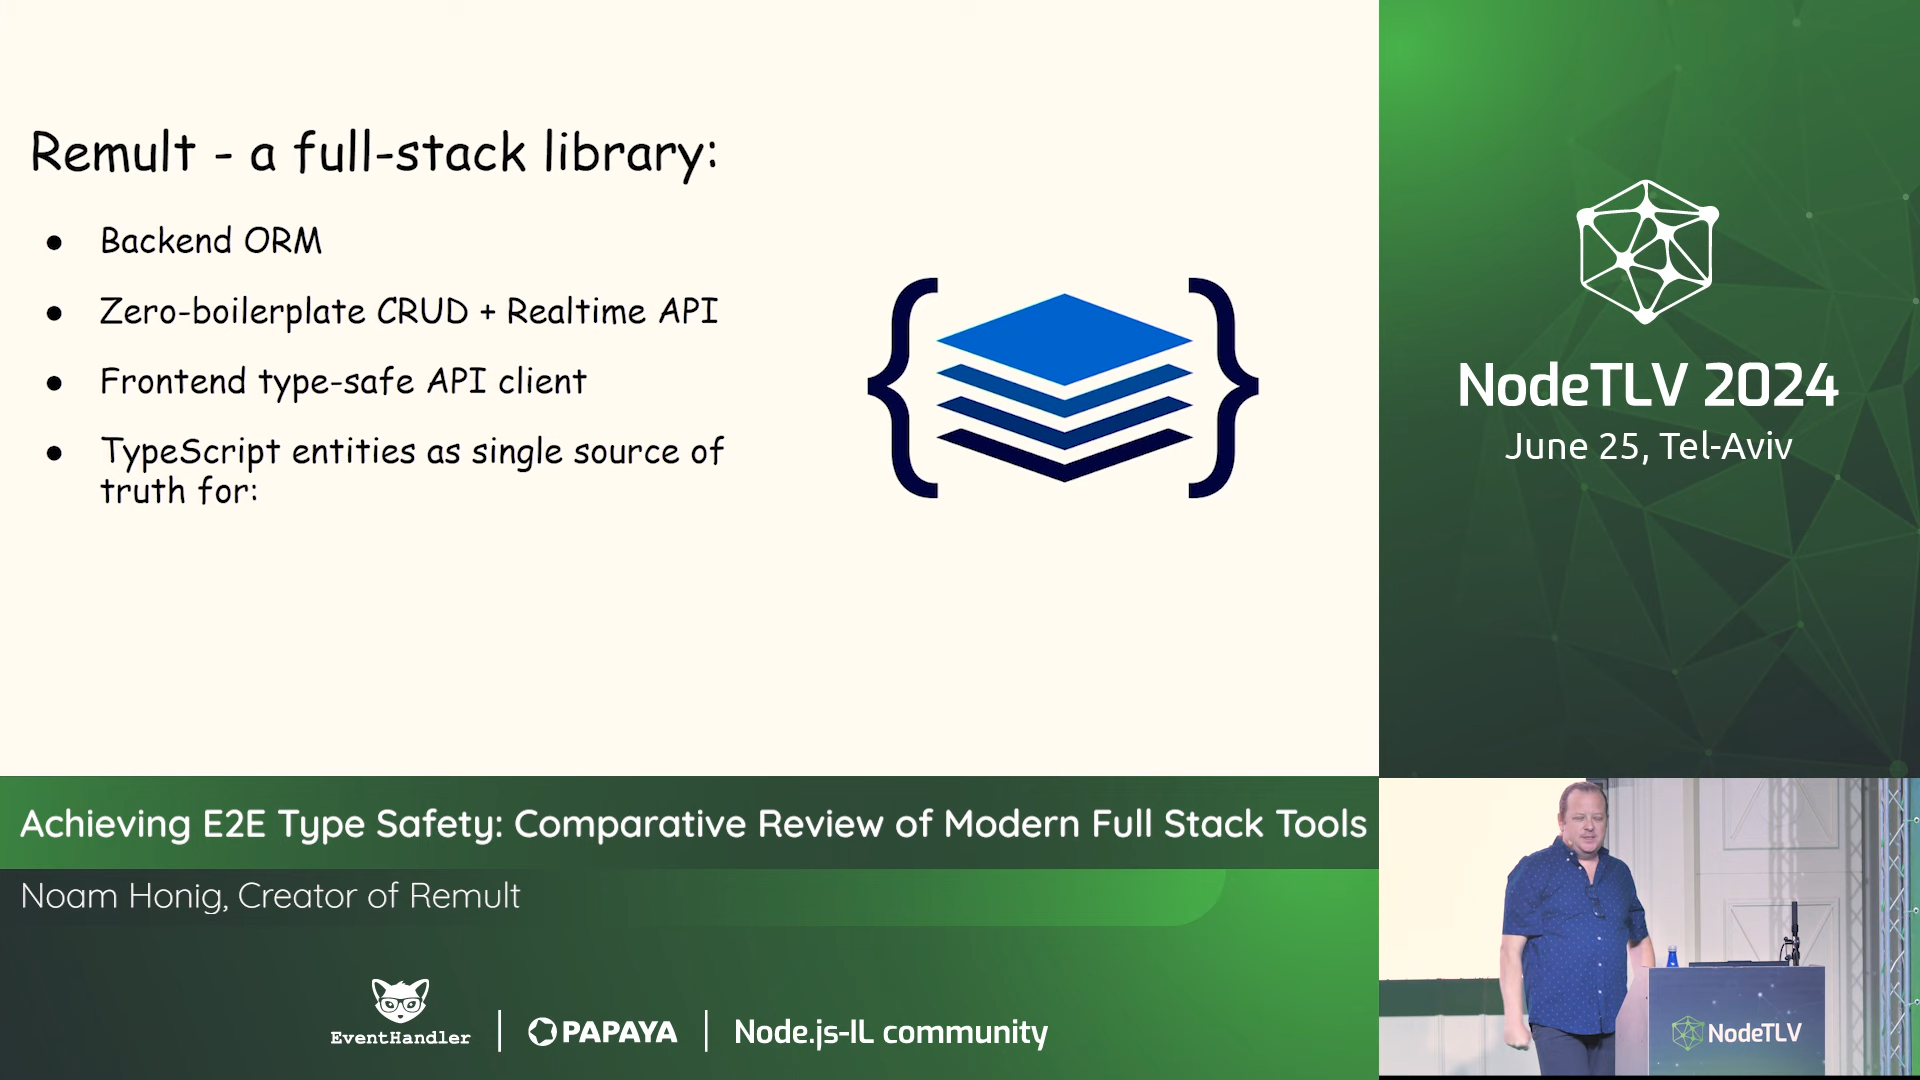 Remult - a full-stack library:
● Backend ORM
● Zero-boilerplate CRUD + Realtime API
● Frontend type-safe API client
● TypeScript entities as single source of
truth for:
NodeTLV 2024
June 25, Tel-Aviv
Achieving E2E Type Safety: Comparative Review of Modern Full Stack Tools
Noam Honig, Creator of Remult
EventHandler
PAPAYA
Node.js-IL community
NodeTLV